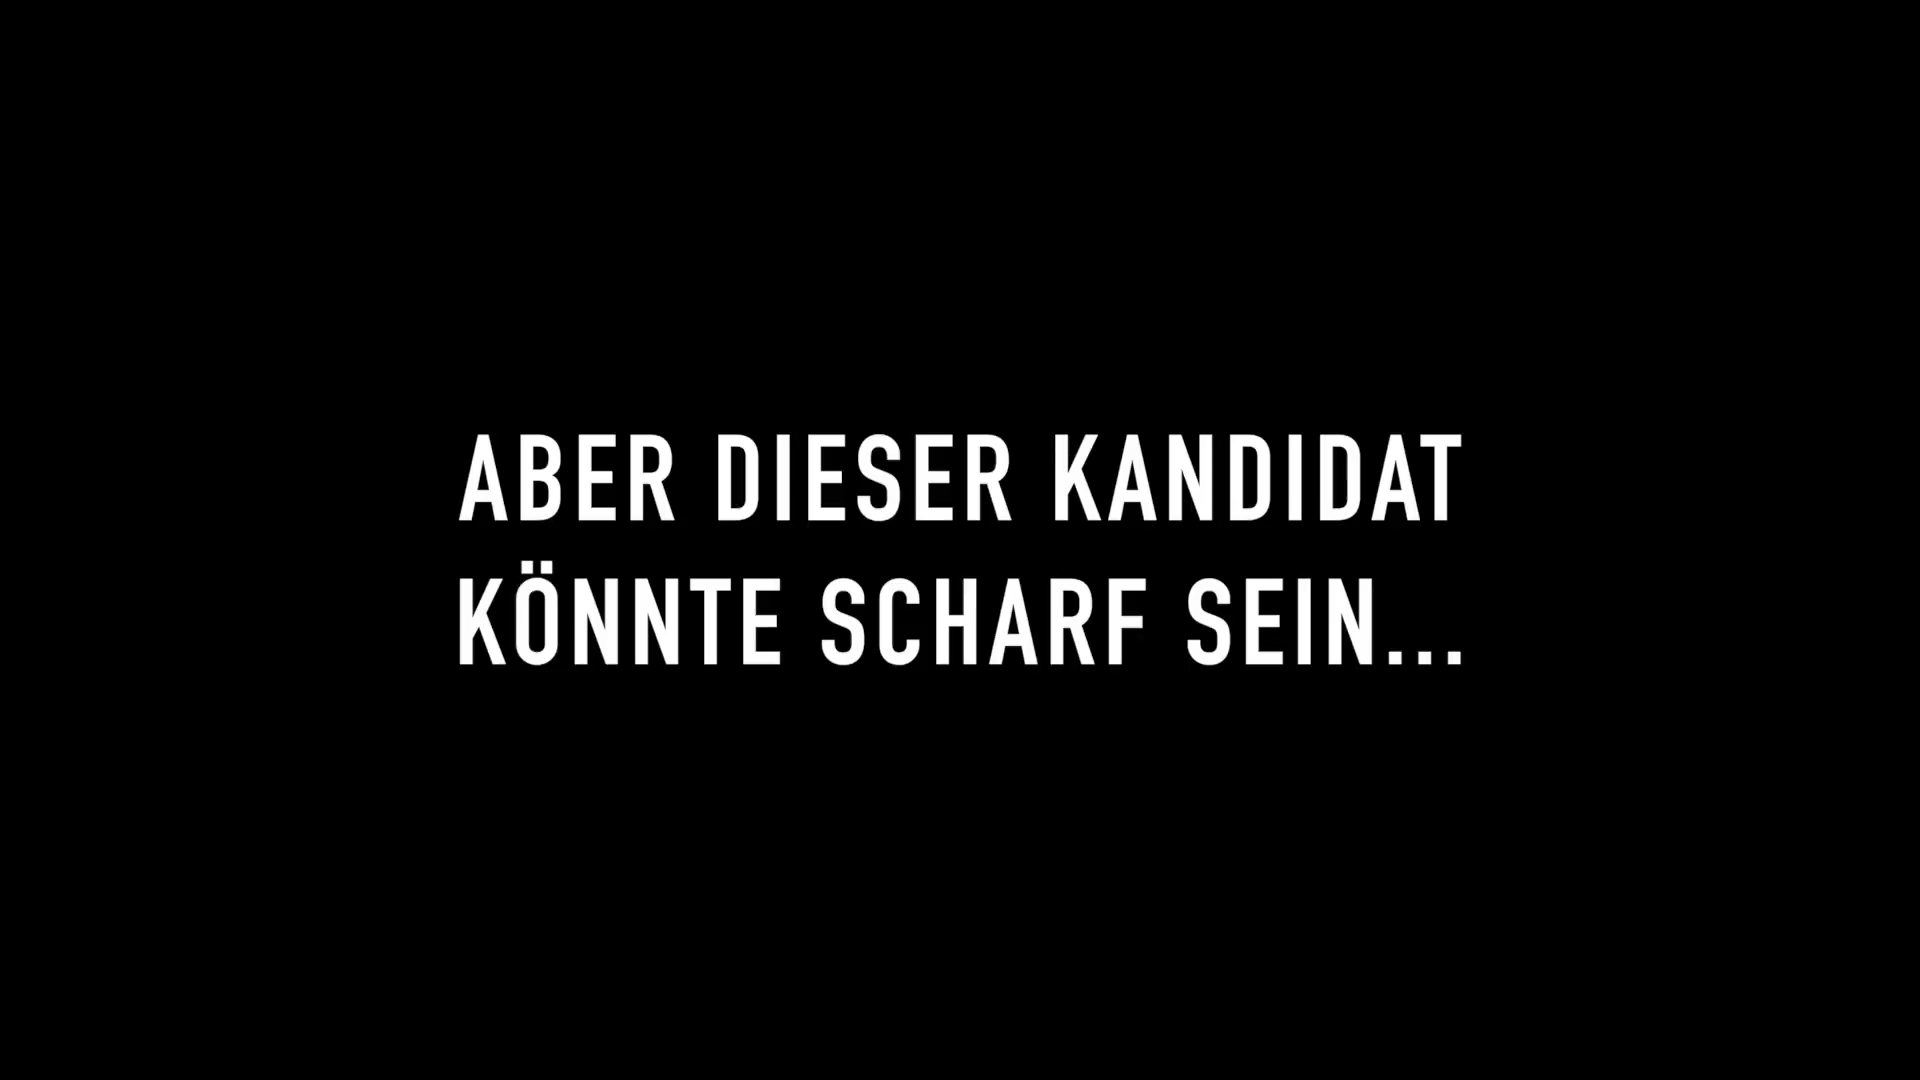 ABER DIESER KANDIDAT
KÖNNTE SCHARF SEIN...